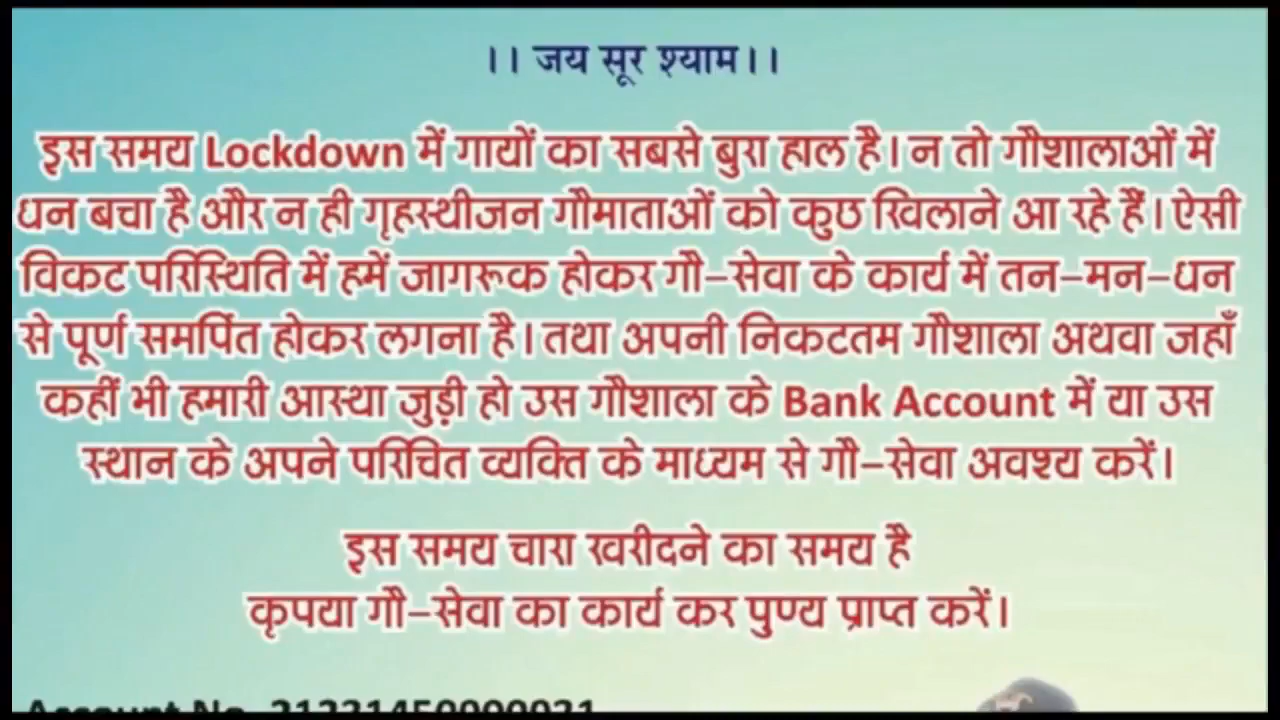 ।। जय सूर श्याम।।
इस समय Lockdown में गायों का सबसे बुरा हाल है। न तो गौशालाओं में
धन बचा है और न ही गृहस्थीजन गौमाताओं को कुछ खिलाने आ रहे हैं। ऐसी
विकट परिस्थिति में हमें जागरूक होकर गौ-सेवा के कार्य में तन-मन-धन
से पूर्ण समर्पित होकर लगना है। तथा अपनी निकटतम गौशाला अथवा जहाँ
कहीं भी हमारी आस्था जुड़ी हो उस गौशाला के Bank Account में या उस
स्थान के अपने परिचित व्यक्ति के माध्यम से गौ-सेवा अवश्य करें।
इस समय चारा खरीदने का समय है
कृपया गौ-सेवा का कार्य कर पुण्य प्राप्त करें।
Account No.